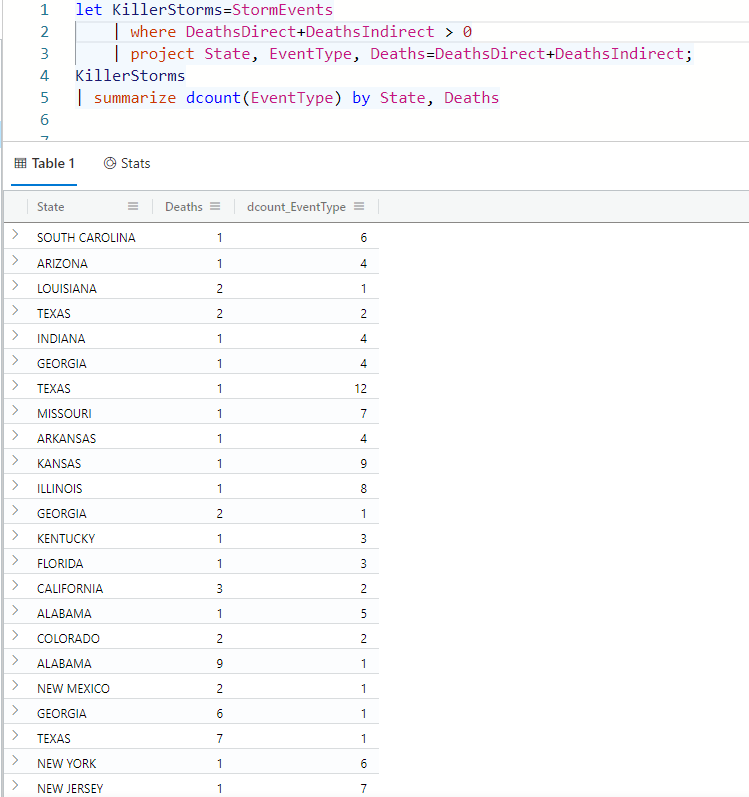 1 let KillerStorms=StormEvents
2 | where DeathsDirect+DeathsIndirect > 0
3 | project State, EventType, Deaths=DeathsDirect+DeathsIndirect;
4 KillerStorms
5 | summarize dcount(EventType) by State, Deaths
6
7
Table 1 Stats
State Deaths dcount_EventType
SOUTH CAROLINA 1 6
ARIZONA 1 4
LOUISIANA 2 1
TEXAS 2 2
INDIANA 1 4
GEORGIA 1 4
TEXAS 1 12
MISSOURI 1 7
ARKANSAS 1 4
KANSAS 1 9
ILLINOIS 1 8
GEORGIA 2 1
KENTUCKY 1 3
FLORIDA 1 3
CALIFORNIA 3 2
ALABAMA 1 5
COLORADO 2 2
ALABAMA 9 1
NEW MEXICO 2 1
GEORGIA 6 1
TEXAS 7 1
NEW YORK 1 6
NEW JERSEY 1 7